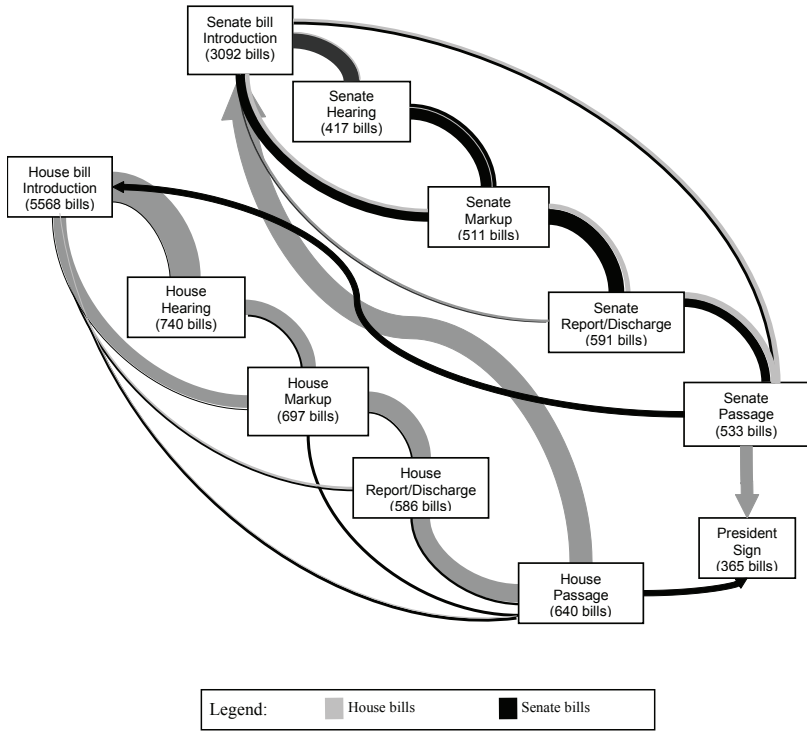 Senate bill
Introduction
(3092 bills)
Senate
Hearing
(417 bills)
House bill
Introduction
(5568 bills)
Senate
Markup
(511 bills)
House
Hearing
(740 bills)
Senate
Report/Discharge
(591 bills)
House
Markup
(697 bills)
Senate
Passage
(533 bills)
House
Report/Discharge
(586 bills)
President
Sign
(365 bills)
House
Passage
(640 bills)
Legend: House bills Senate bills